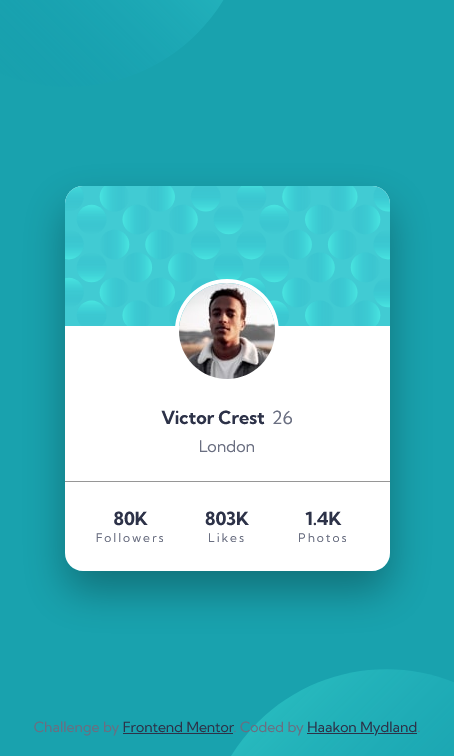 Victor Crest 26
London
80K 803K 1.4K
Followers Likes Photos
Challenge by Frontend Mentor. Coded by Haakon Mydland